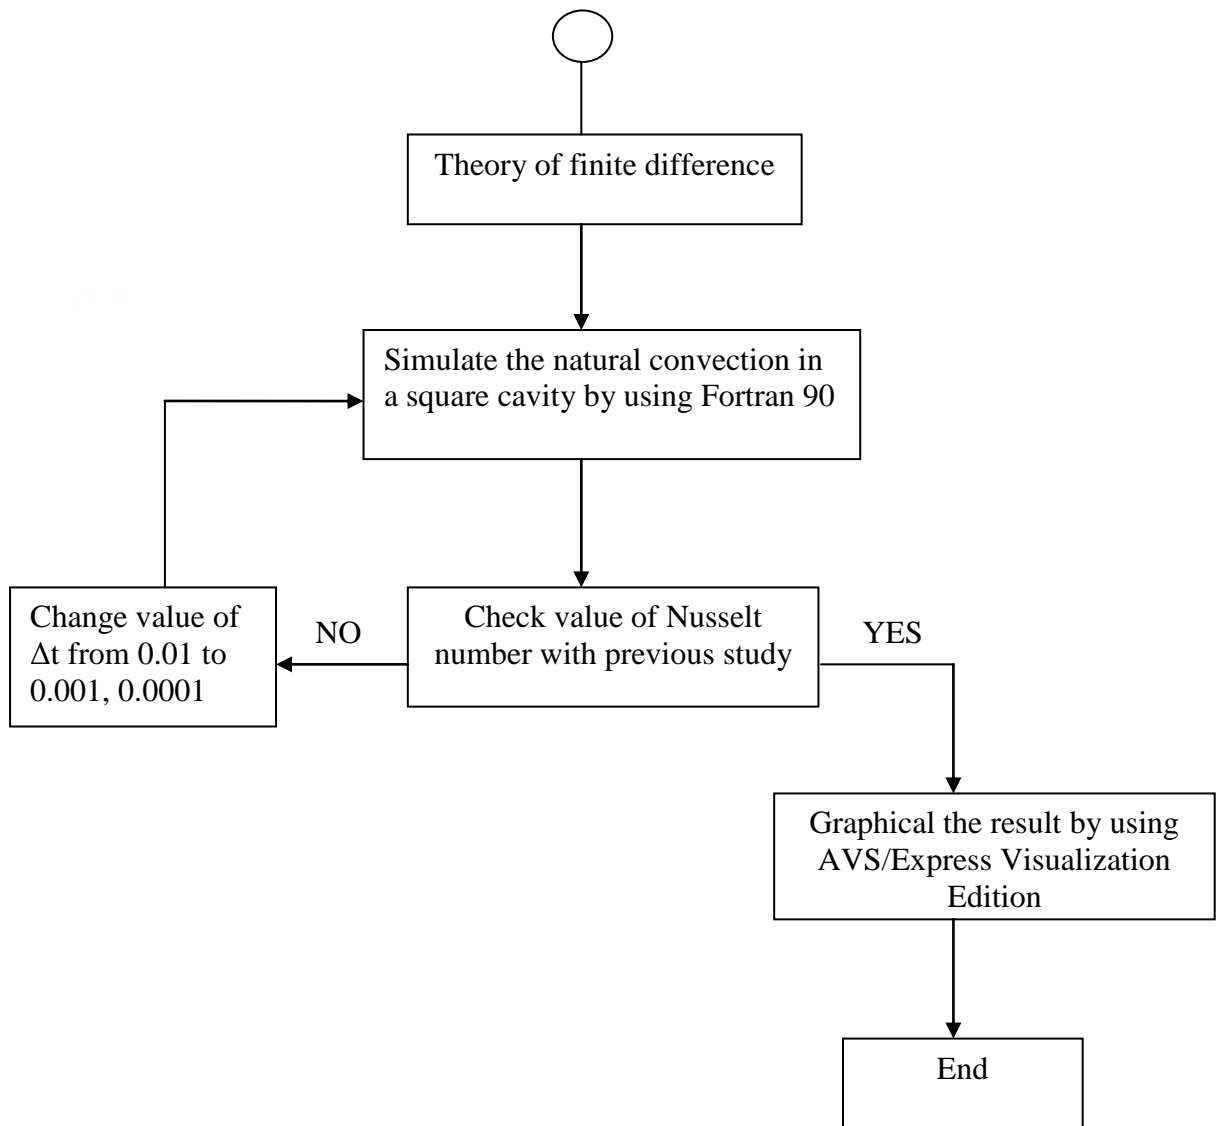 Theory of finite difference
Simulate the natural convection in
a square cavity by using Fortran 90
Change value of
Δt from 0.01 to
0.001, 0.0001
NO
Check value of Nusselt
number with previous study
YES
Graphical the result by using
AVS/Express Visualization
Edition
End